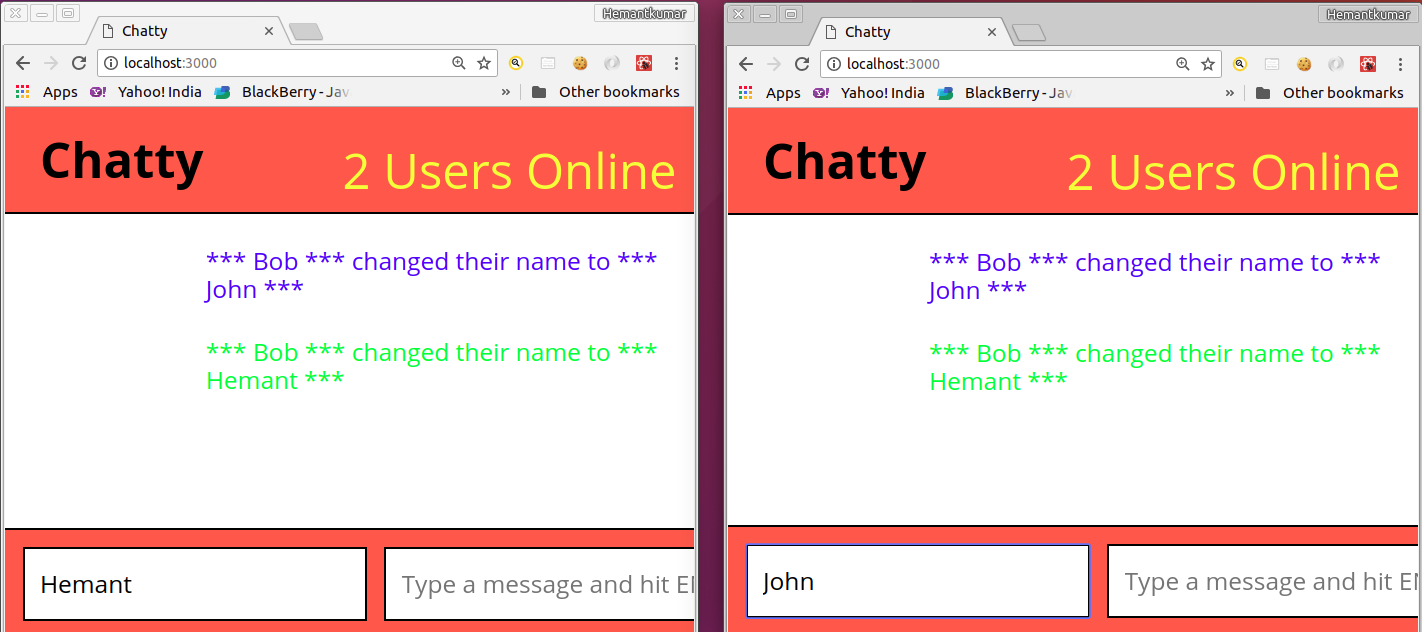 Hemantkumar
Chatty
localhost:3000
Apps Yahoo! India BlackBerry - Jav » Other bookmarks
Chatty 2 Users Online
*** Bob *** changed their name to ***
John ***
*** Bob *** changed their name to ***
Hemant ***
Hemant Type a message and hit EN
Hemantkumar
Chatty
localhost:3000
Apps Yahoo! India BlackBerry - Jav » Other bookmarks
Chatty 2 Users Online
*** Bob *** changed their name to ***
John ***
*** Bob *** changed their name to ***
Hemant ***
John Type a message and hit EN